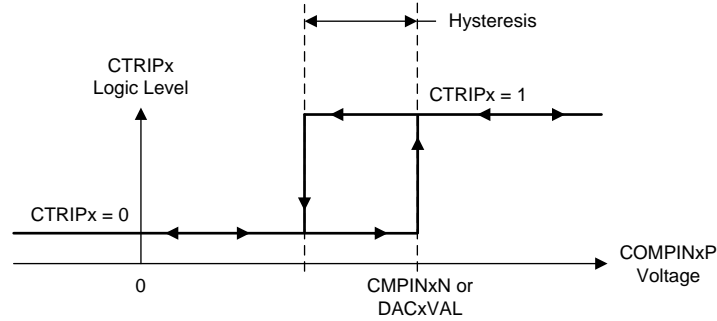 Hysteresis
CTRIPx
Logic Level
CTRIPx = 1
CTRIPx = 0
COMPINxP
Voltage
0
CMPINxN or
DACxVAL